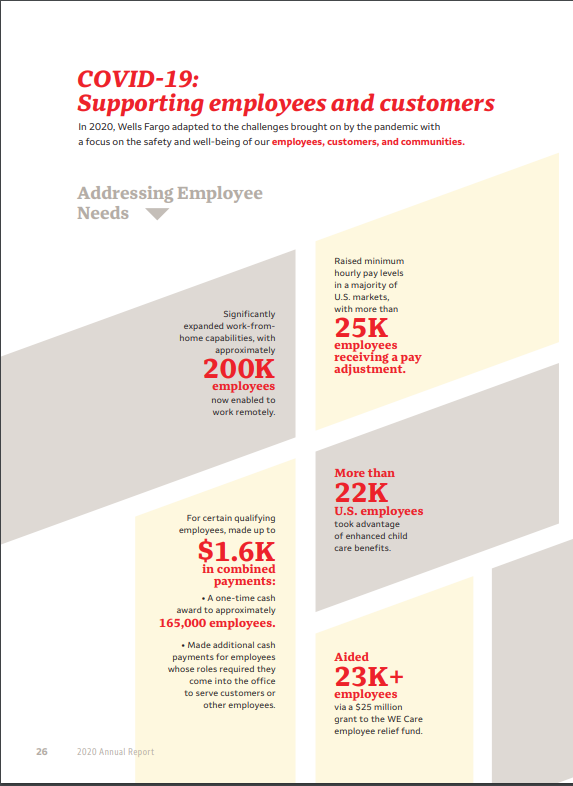 COVID-19:
Supporting employees and customers
In 2020, Wells Fargo adapted to the challenges brought on by the pandemic with
a focus on the safety and well-being of our employees, customers, and communities.
Addressing Employee
Needs
Significantly
expanded work-from-
home capabilities, with
approximately
200K
employees
now enabled to
work remotely.
Raised minimum
hourly pay levels
in a majority of
U.S. markets,
with more than
25K
employees
receiving a pay
adjustment.
For certain qualifying
employees, made up to
$1.6K
in combined
payments:
• A one-time cash
award to approximately
165,000 employees.
• Made additional cash
payments for employees
whose roles required they
come into the office
to serve customers or
other employees.
More than
22K
U.S. employees
took advantage
of enhanced child
care benefits.
Aided
23K+
employees
via a $25 million
grant to the WE Care
employee relief fund.
26 2020 Annual Report